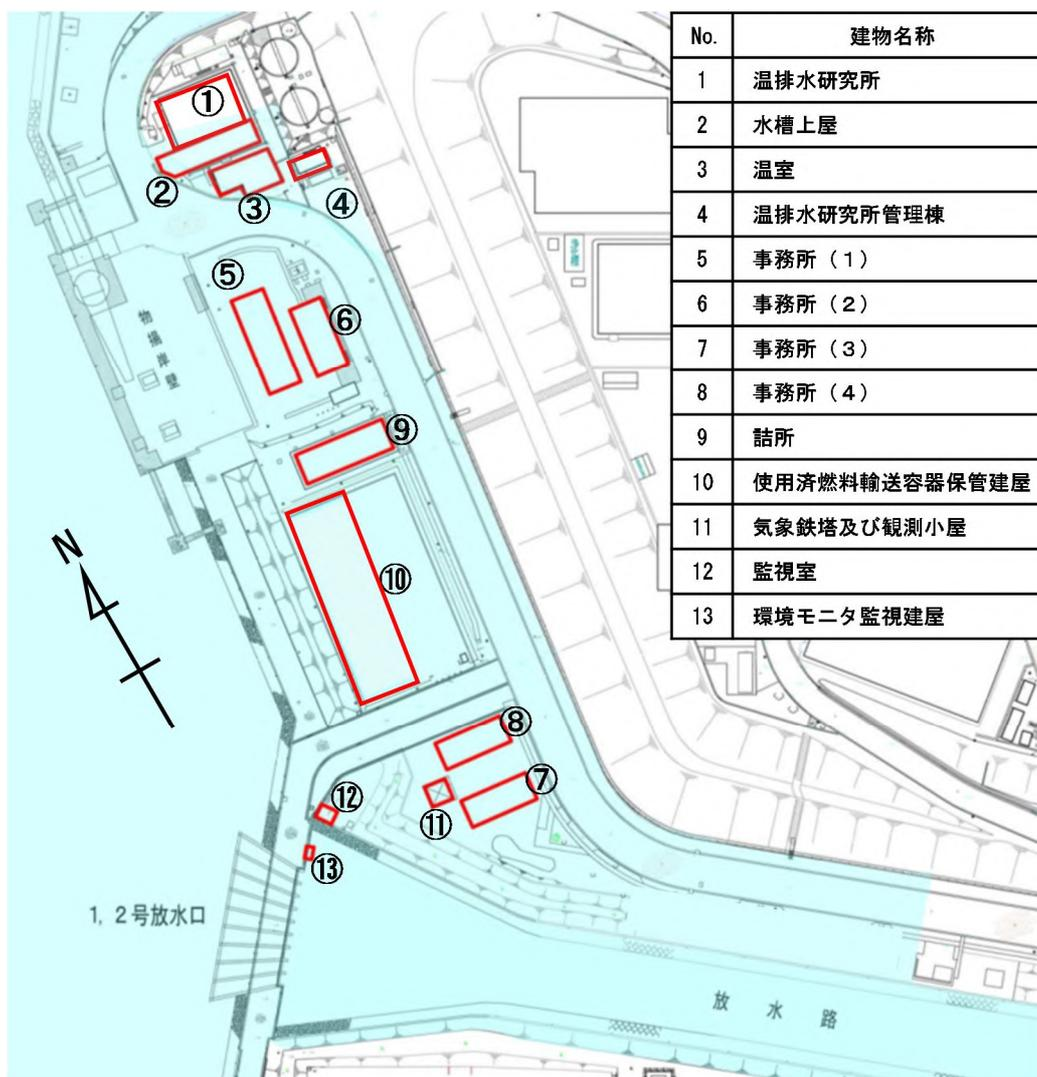 No. 建物名称
1 温排水研究所
2 水槽上屋
3 温室
4 温排水研究所管理棟
5 事務所（１）
6 事務所（２）
7 事務所（３）
8 事務所（４）
9 詰所
10 使用済燃料輸送容器保管建屋
11 気象鉄塔及び観測小屋
12 監視室
13 環境モニタ監視建屋
①
②
③
④
⑤
⑥
物揚岸壁
⑨
N
⑩
⑧
⑦
⑫
⑪
⑬
1, 2号放水口
放水路